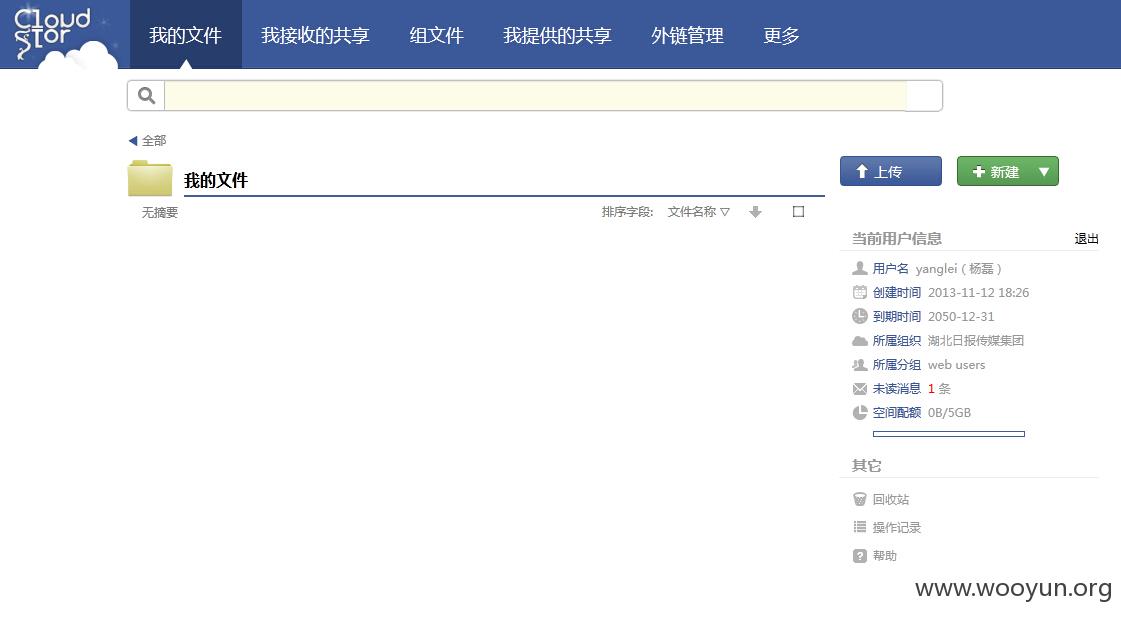 Cloud Stor
我的文件 我接收的共享 组文件 我提供的共享 外链管理 更多
全部
我的文件
上传 新建
无摘要 排序字段: 文件名称
当前用户信息 退出
用户名 yanglei ( 杨磊 )
创建时间 2013-11-12 18:26
到期时间 2050-12-31
所属组织 湖北日报传媒集团
所属分组 web users
未读消息 1 条
空间配额 0B/5GB
其它
回收站
操作记录
帮助
www.wooyun.org